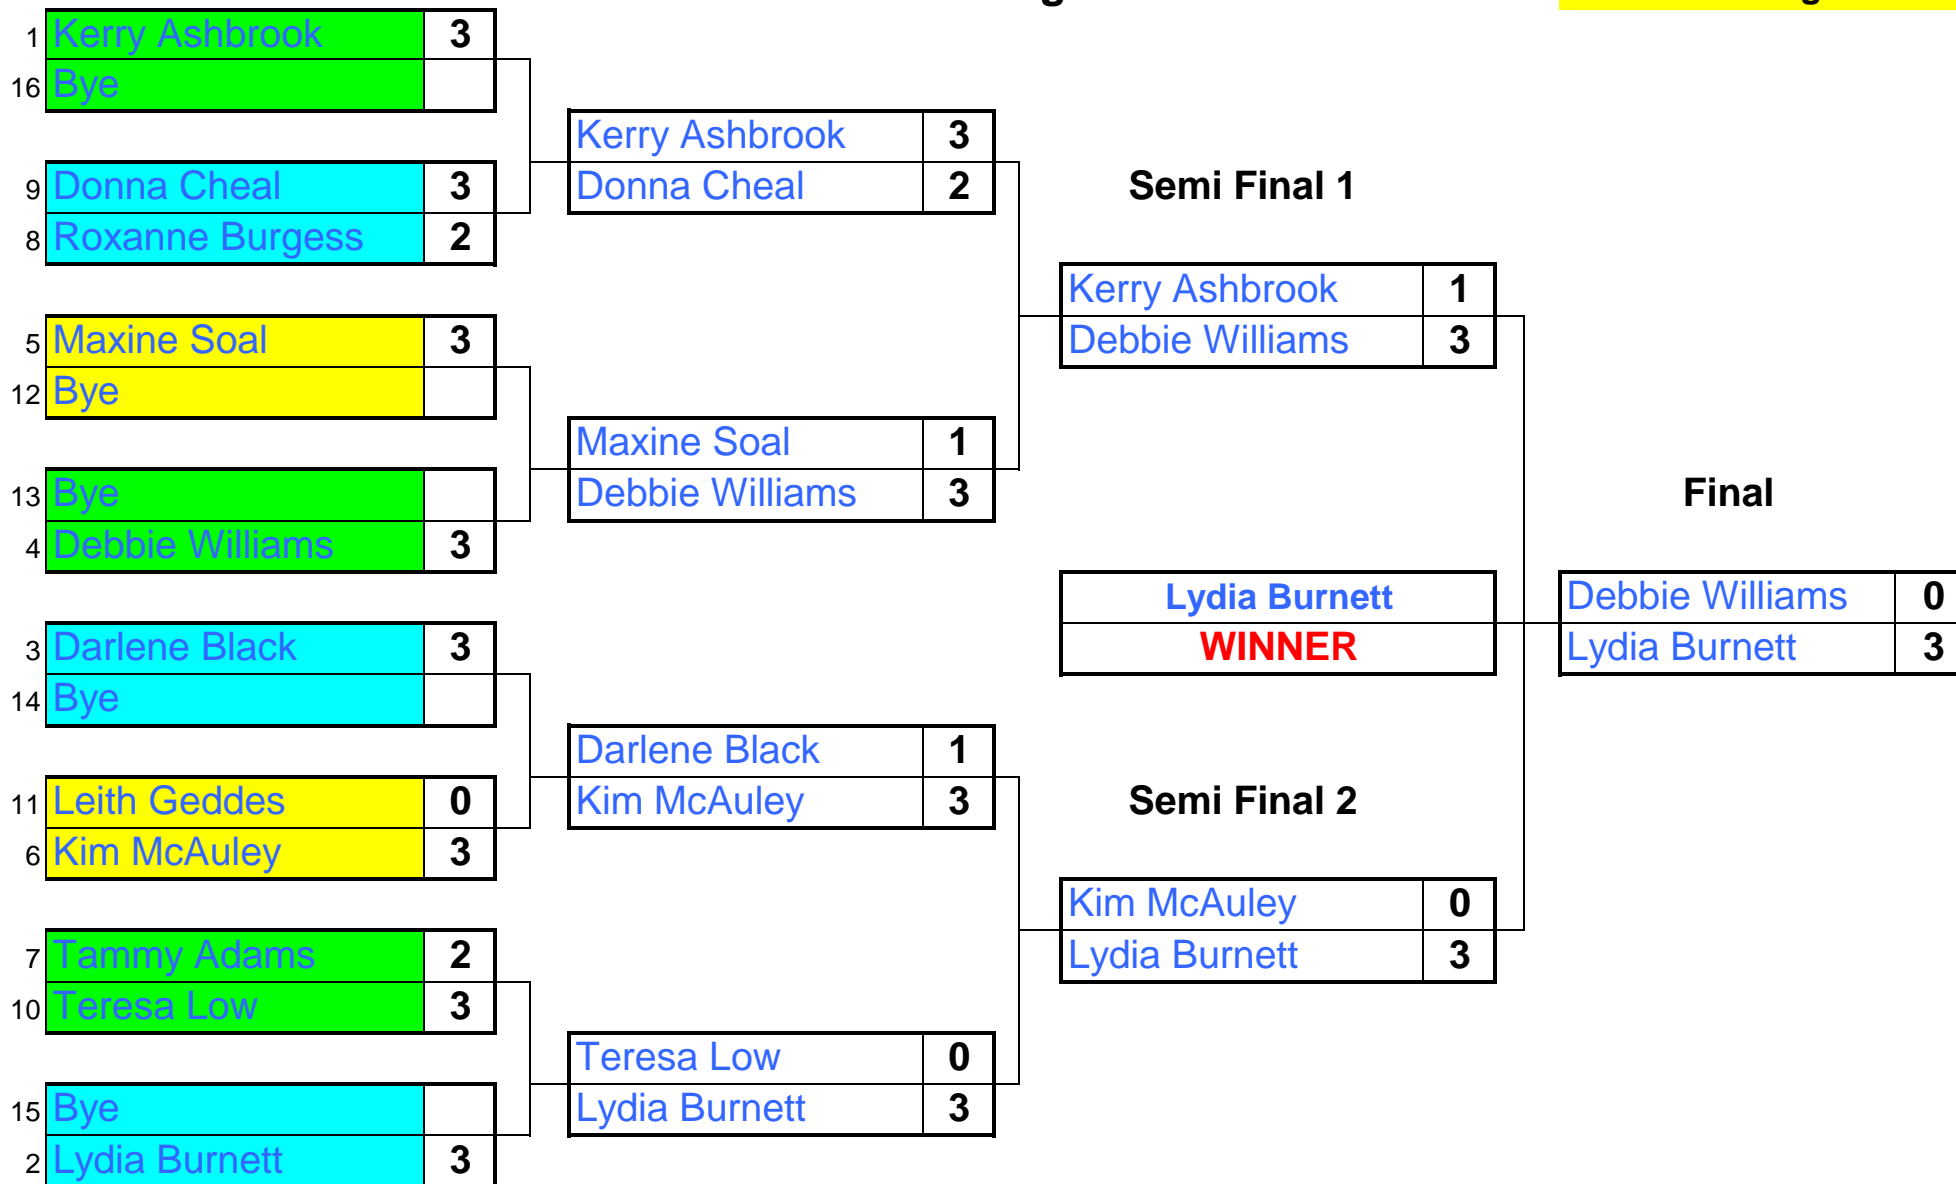 1 Kerry Ashbrook 3
16 Bye
9 Donna Cheal 3
8 Roxanne Burgess 2
5 Maxine Soal 3
12 Bye
13 Bye
4 Debbie Williams 3
3 Darlene Black 3
14 Bye
11 Leith Geddes 0
6 Kim McAuley 3
7 Tammy Adams 2
10 Teresa Low 3
15 Bye
2 Lydia Burnett 3
Kerry Ashbrook 3
Donna Cheal 2
Maxine Soal 1
Debbie Williams 3
Darlene Black 1
Kim McAuley 3
Teresa Low 0
Lydia Burnett 3
Semi Final 1
Kerry Ashbrook 1
Debbie Williams 3
Lydia Burnett
WINNER
Semi Final 2
Kim McAuley 0
Lydia Burnett 3
Final
Debbie Williams 0
Lydia Burnett 3